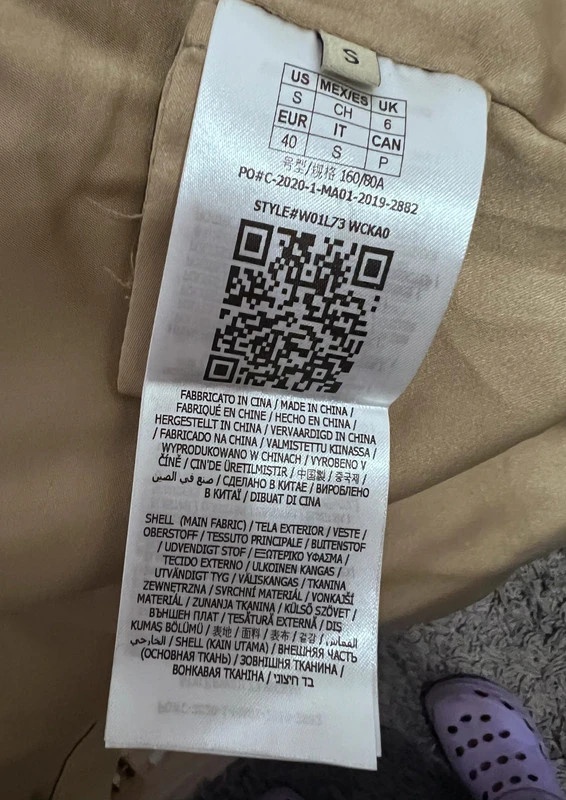 S
US MEX/ES UK
S CH 6
EUR IT CAN
40 S P
号型/规格 160/80A
PO#C-2020-1-MA01-2019-2882
STYLE#W01L73 WCKA0
FABBRICATO IN CINA / MADE IN CHINA /
FABRIQUÉ EN CHINE / HECHO EN CHINA /
HERGESTELLT IN CHINA / VERVAARDIGD IN CHINA
/ FABRICADO NA CHINA / VALMISTETTU KIINASSA /
WYPRODUKOWANO W CHINACH / VYROBENO V
ČÍNĚ / ÇIN'DE ÜRETILMIŞTIR / 中国製 / 중국제 /
صنع في الصين / СДЕЛАНО В КИТАЕ / ВИРОБЛЕНО
В КИТАЇ / DIBUAT DI CINA
SHELL (MAIN FABRIC) / TELA EXTERIOR / VESTE /
OBERSTOFF / TESSUTO PRINCIPALE / BUITENSTOF
/ UDVENDIGT STOF / ΕΞΩΤΕΡΙΚΟ ΥΦΑΣΜΑ /
TECIDO EXTERNO / ULKOINEN KANGAS /
UTVÄNDIGT TYG / VÄLISKANGAS / TKANINA
ZEWNETRZNA / SVRCHNÍ MATERIÁL / VONKAJŠÍ
MATERIÁL / ZUNANJA TKANINA / KÜLSŐ SZÖVET /
ВЪНШЕН ПЛАТ / TESĂTURĂ EXTERNĂ / DIŞ
KUMAŞ BÖLÜMÜ / 表地 / 面料 / 表布 / 겉감 / القماش
الخارجي / SHELL (KAIN UTAMA) / ВНЕШНЯЯ ЧАСТЬ
(ОСНОВНАЯ ТКАНЬ) / ЗОВНІШНЯ ТКАНИНА /
ВОНКАВАЯ ТКАНІНА / בד חיצוני